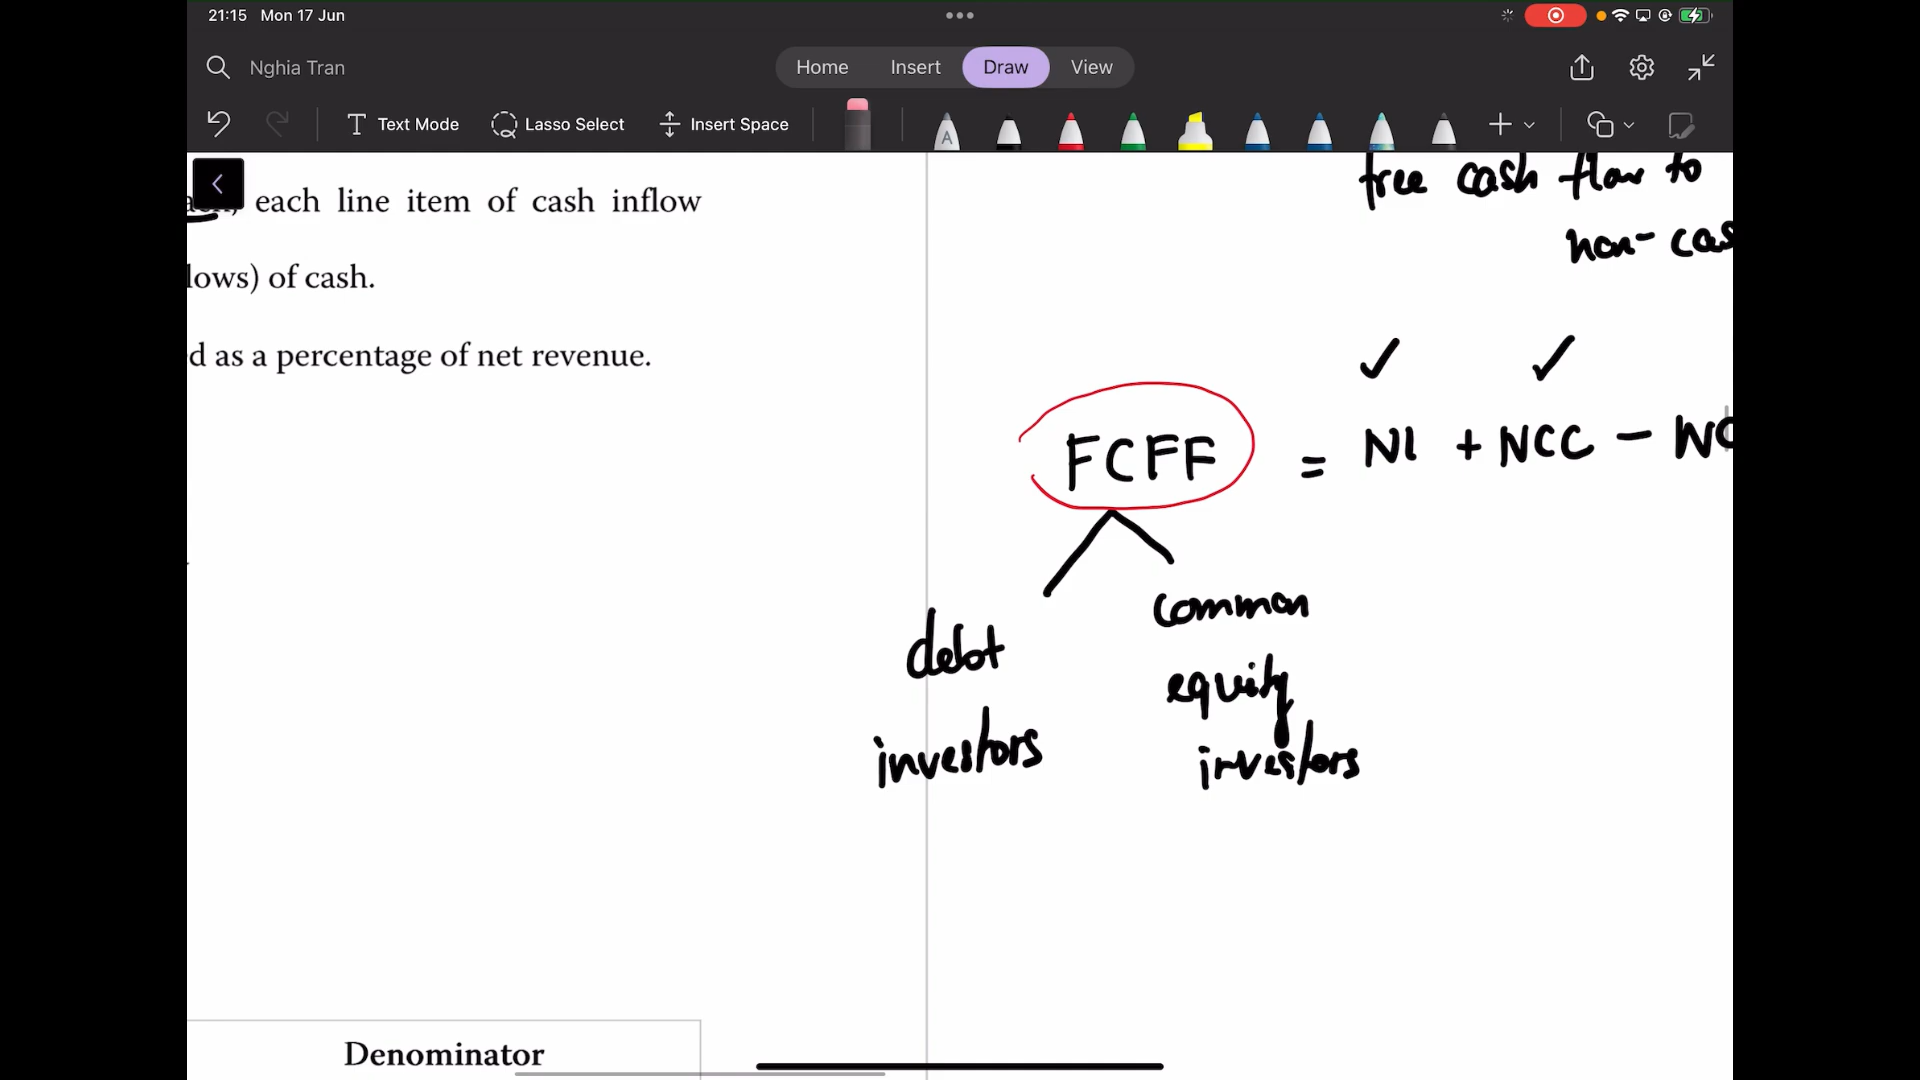 21:15 Mon 17 Jun
Nghia Tran
Home Insert Draw View
Text Mode Lasso Select Insert Space
A
each line item of cash inflow
lows) of cash.
d as a percentage of net revenue.
free cash flow to
non-cas
FCFF = NI + NCC - WC
debt
investors
common
equity
investors
Denominator